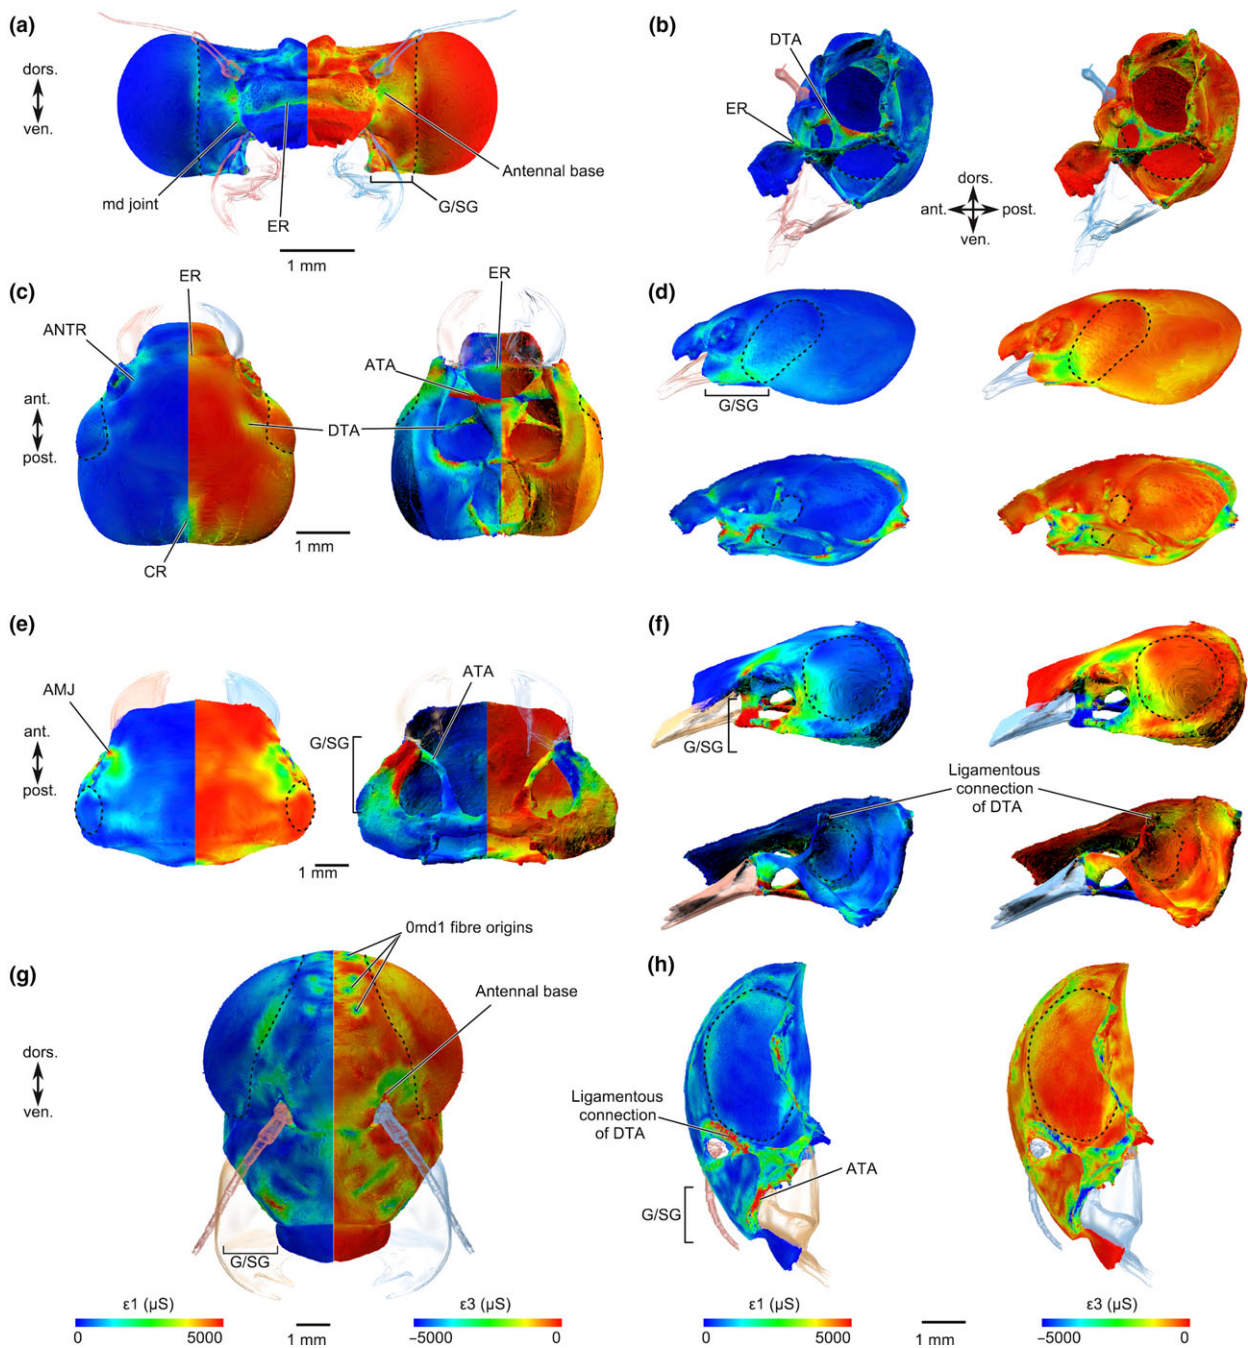 (a)
dors.
ven.
md joint
ER
Antennal base
G/SG
1 mm
(b)
DTA
ER
dors.
ant.
post.
ven.
(c)
ER
ER
ANTR
ATA
ant.
post.
DTA
CR
1 mm
(d)
G/SG
(e)
AMJ
ATA
G/SG
ant.
post.
1 mm
(f)
G/SG
Ligamentous
connection
of DTA
(g)
0md1 fibre origins
Antennal base
dors.
ven.
G/SG
(h)
Ligamentous
connection
of DTA
ATA
G/SG
ε1 (µS)
0 5000
1 mm
ε3 (µS)
−5000 0
ε1 (µS)
0 5000
1 mm
ε3 (µS)
−5000 0